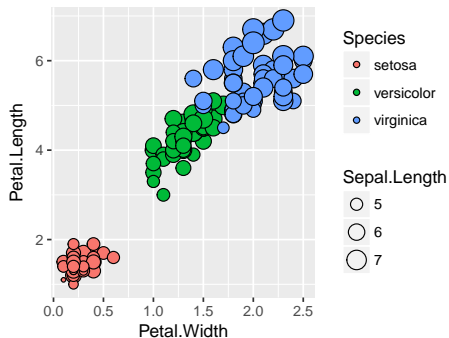 Petal.Length
6
4
2
0.0 0.5 1.0 1.5 2.0 2.5
Petal.Width
Species
setosa
versicolor
virginica
Sepal.Length
5
6
7